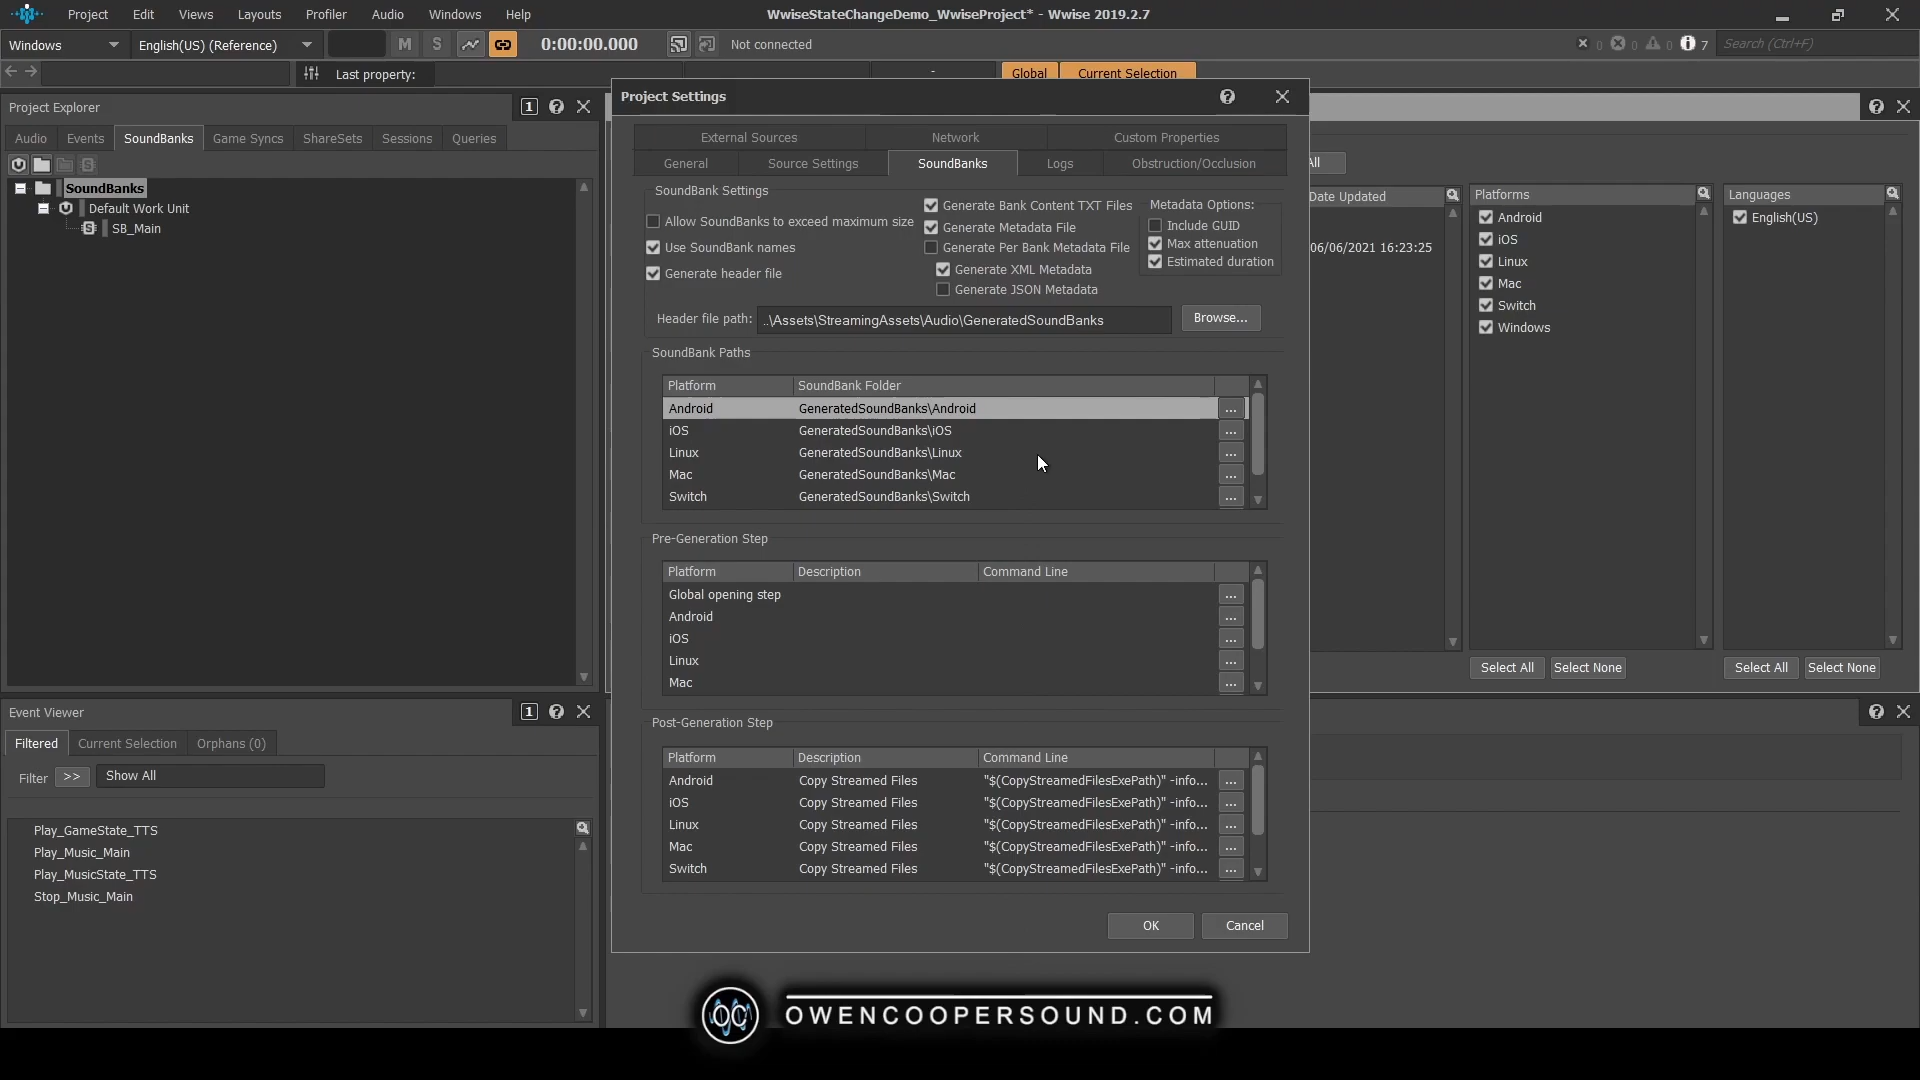 Project Edit Views Layouts Profiler Audio Windows Help
WwiseStateChangeDemo_WwiseProject* - Wwise 2019.2.7
Windows English(US) (Reference) M S 0:00:00.000 Not connected
0 0 0 7 Search (Ctrl+F)
Last property: - Global Current Selection
Project Explorer 1
Audio Events SoundBanks Game Syncs ShareSets Sessions Queries
SoundBanks
Default Work Unit
SB_Main
Event Viewer 1
Filtered Current Selection Orphans (0)
Filter >> Show All
Play_GameState_TTS
Play_Music_Main
Play_MusicState_TTS
Stop_Music_Main
Project Settings
External Sources Network Custom Properties
General Source Settings SoundBanks Logs Obstruction/Occlusion
SoundBank Settings
Allow SoundBanks to exceed maximum size
Use SoundBank names
Generate header file
Generate Bank Content TXT Files
Generate Metadata File
Generate Per Bank Metadata File
Generate XML Metadata
Generate JSON Metadata
Metadata Options:
Include GUID
Max attenuation
Estimated duration
Header file path: ..\Assets\StreamingAssets\Audio\GeneratedSoundBanks Browse...
SoundBank Paths
Platform SoundBank Folder
Android GeneratedSoundBanks\Android ...
iOS GeneratedSoundBanks\iOS ...
Linux GeneratedSoundBanks\Linux ...
Mac GeneratedSoundBanks\Mac ...
Switch GeneratedSoundBanks\Switch ...
Pre-Generation Step
Platform Description Command Line
Global opening step ...
Android ...
iOS ...
Linux ...
Mac ...
Post-Generation Step
Platform Description Command Line
Android Copy Streamed Files "$(CopyStreamedFilesExePath)" -info... ...
iOS Copy Streamed Files "$(CopyStreamedFilesExePath)" -info... ...
Linux Copy Streamed Files "$(CopyStreamedFilesExePath)" -info... ...
Mac Copy Streamed Files "$(CopyStreamedFilesExePath)" -info... ...
Switch Copy Streamed Files "$(CopyStreamedFilesExePath)" -info... ...
OK Cancel
All
Date Updated
06/06/2021 16:23:25
Platforms
Android
iOS
Linux
Mac
Switch
Windows
Select All Select None
Languages
English(US)
Select All Select None
OC OWENCOOPERSOUND.COM